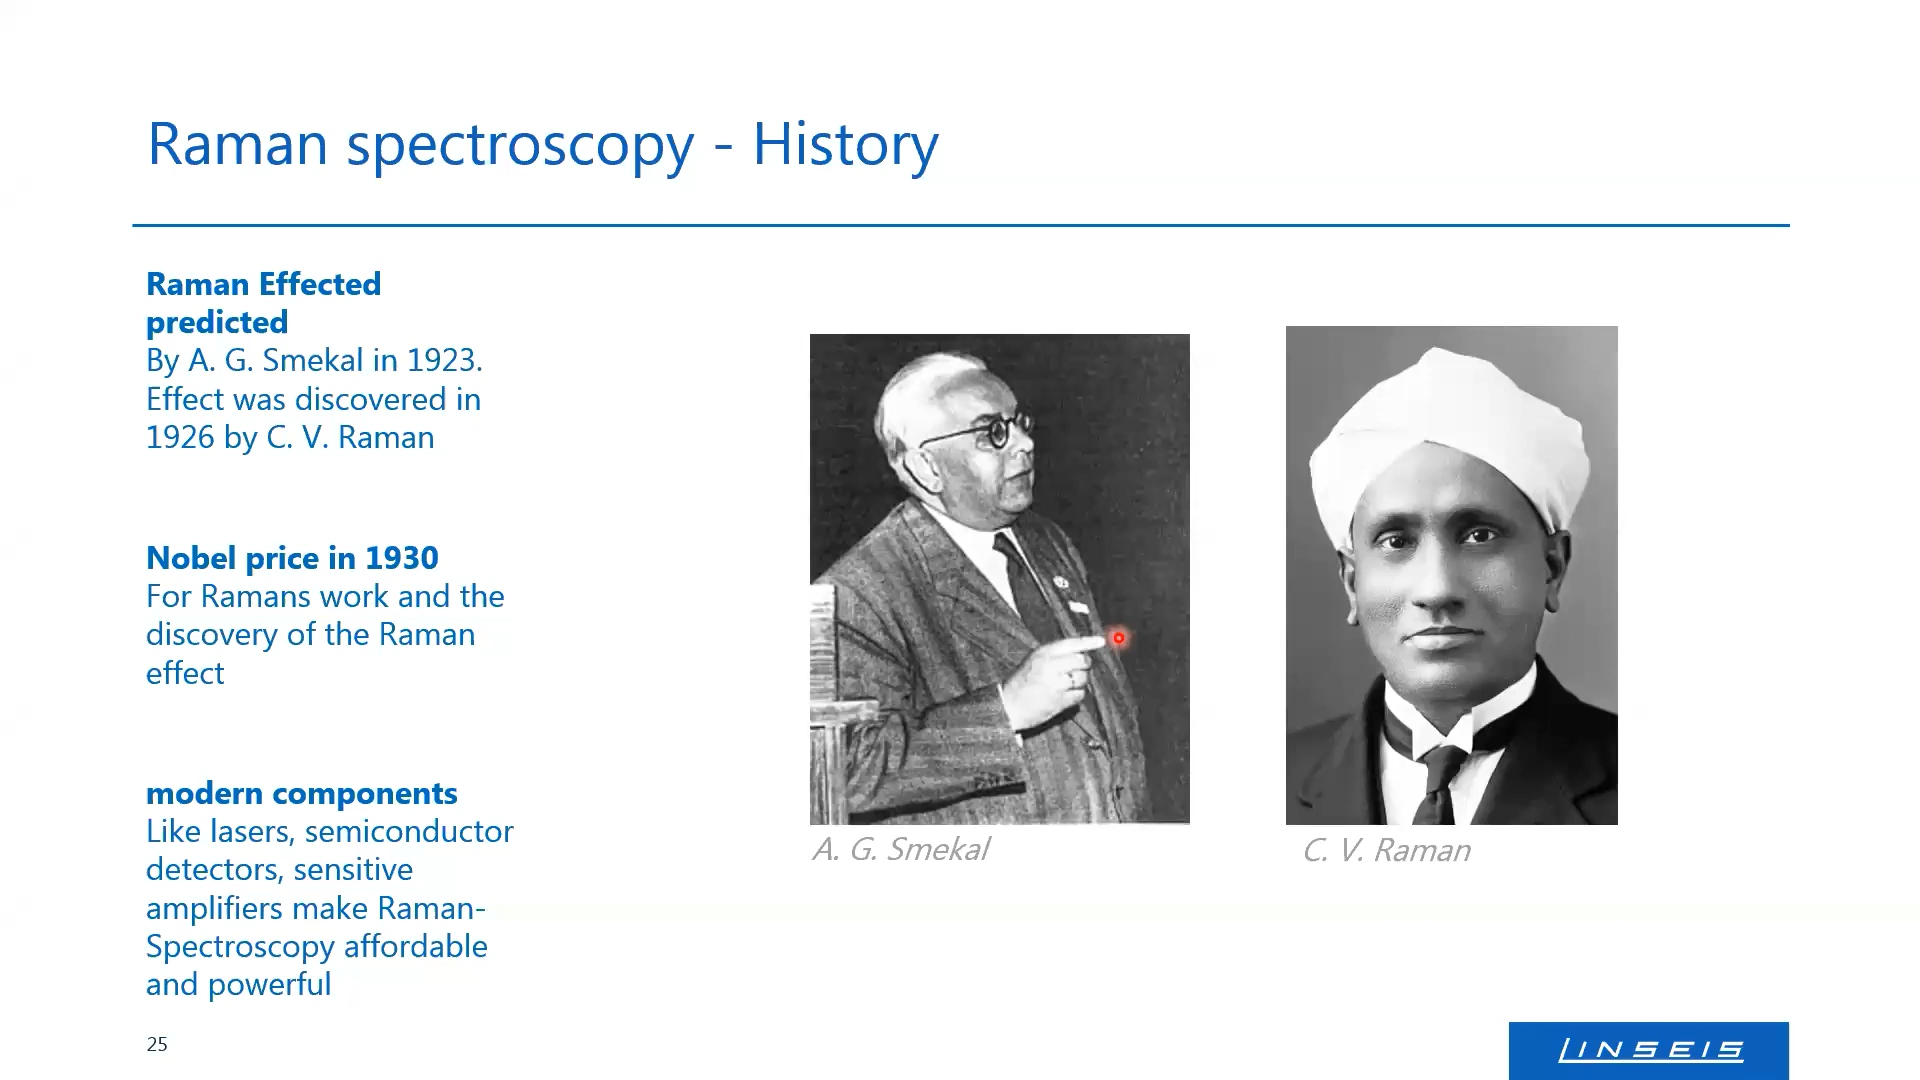 Raman spectroscopy - History
Raman Effected
predicted
By A. G. Smekal in 1923.
Effect was discovered in
1926 by C. V. Raman
Nobel price in 1930
For Ramans work and the
discovery of the Raman
effect
modern components
Like lasers, semiconductor
detectors, sensitive
amplifiers make Raman-
Spectroscopy affordable
and powerful
A. G. Smekal
C. V. Raman
25
LINSEIS